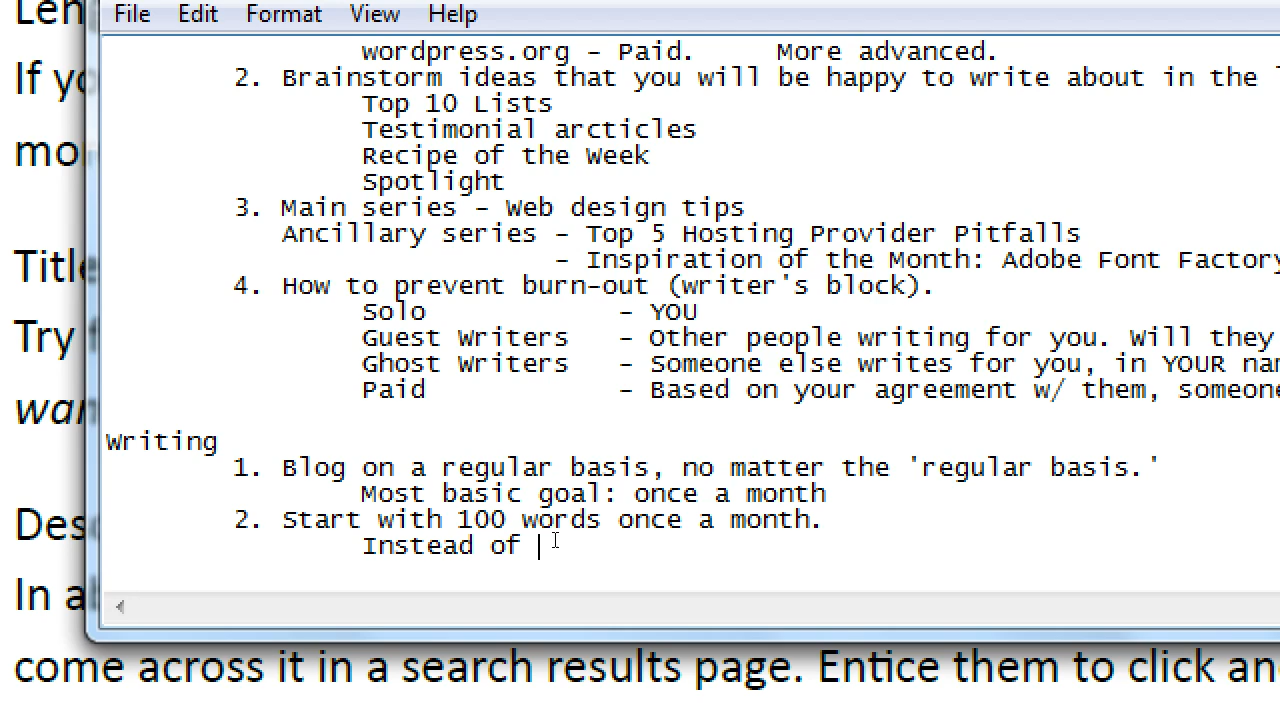 Len
File Edit Format View Help
wordpress.org - Paid. More advanced.
If yo
2. Brainstorm ideas that you will be happy to write about in the
Top 10 Lists
Testimonial arcticles
mo
Recipe of the Week
Spotlight
3. Main series - Web design tips
Ancillary series - Top 5 Hosting Provider Pitfalls
Title
- Inspiration of the Month: Adobe Font Factory
4. How to prevent burn-out (writer's block).
Solo - YOU
Try f
Guest Writers - Other people writing for you. Will they
Ghost Writers - Someone else writes for you, in YOUR nam
Paid - Based on your agreement w/ them, someone
wan
Writing
1. Blog on a regular basis, no matter the 'regular basis.'
Most basic goal: once a month
2. Start with 100 words once a month.
Desc
Instead of
In a
come across it in a search results page. Entice them to click an